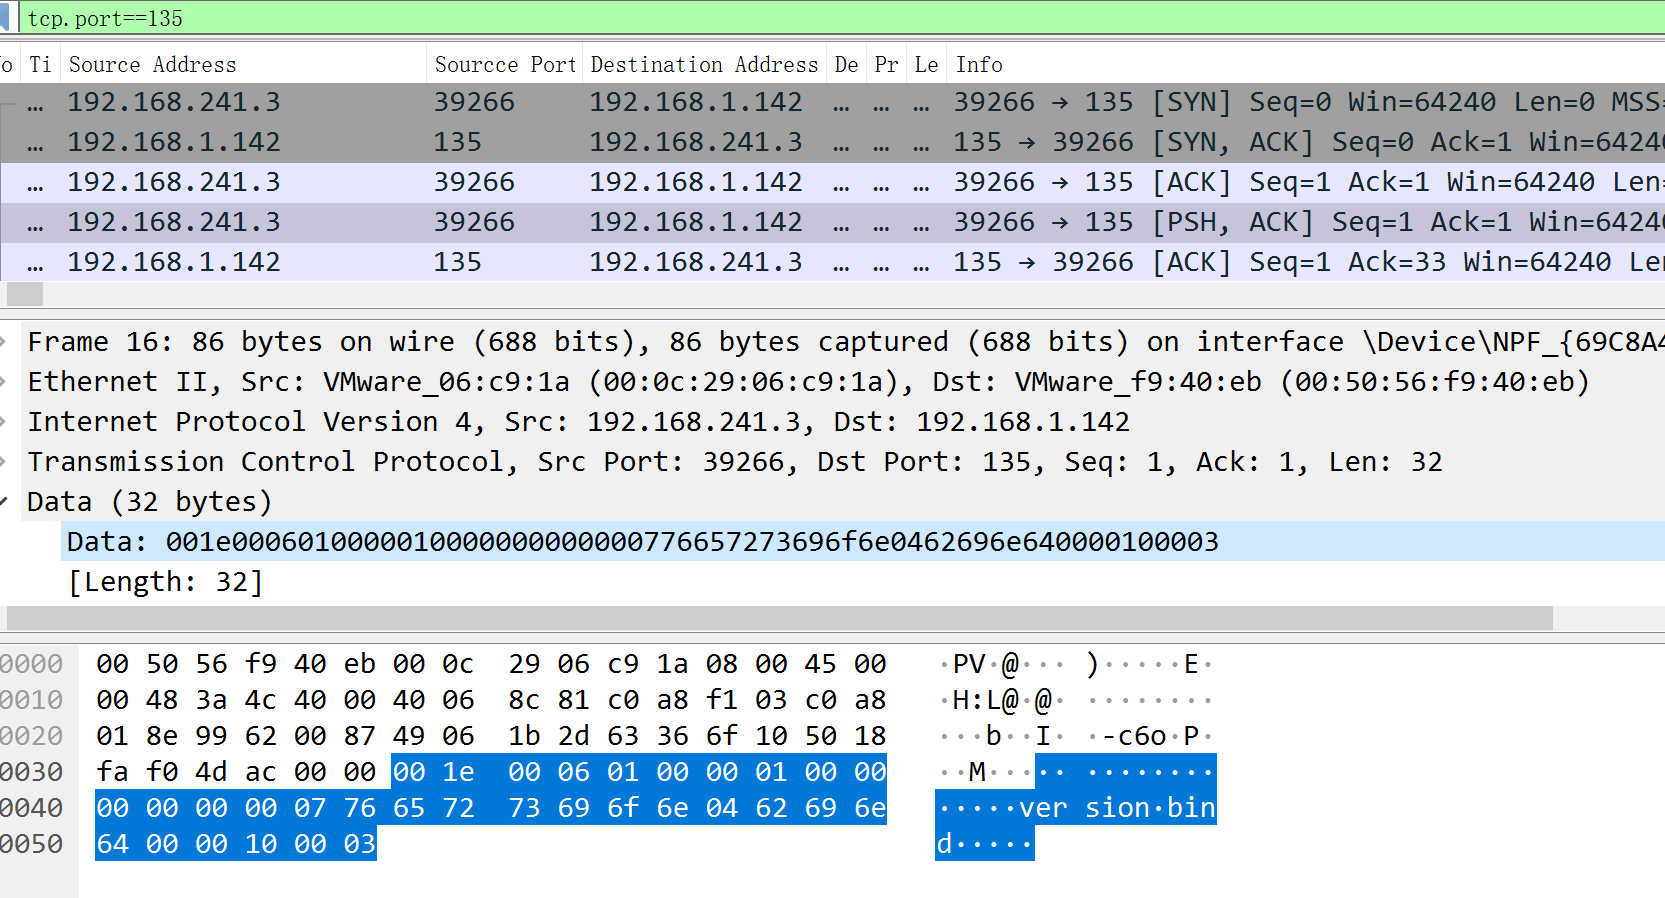 tcp.port==135
o Ti Source Address Sourcce Port Destination Address De Pr Le Info
… 192.168.241.3 39266 192.168.1.142 … … … 39266 → 135 [SYN] Seq=0 Win=64240 Len=0 MSS=
… 192.168.1.142 135 192.168.241.3 … … … 135 → 39266 [SYN, ACK] Seq=0 Ack=1 Win=6424
… 192.168.241.3 39266 192.168.1.142 … … … 39266 → 135 [ACK] Seq=1 Ack=1 Win=64240 Len=
… 192.168.241.3 39266 192.168.1.142 … … … 39266 → 135 [PSH, ACK] Seq=1 Ack=1 Win=6424
… 192.168.1.142 135 192.168.241.3 … … … 135 → 39266 [ACK] Seq=1 Ack=33 Win=64240 Len
Frame 16: 86 bytes on wire (688 bits), 86 bytes captured (688 bits) on interface \Device\NPF_{69C8A4
Ethernet II, Src: VMware_06:c9:1a (00:0c:29:06:c9:1a), Dst: VMware_f9:40:eb (00:50:56:f9:40:eb)
Internet Protocol Version 4, Src: 192.168.241.3, Dst: 192.168.1.142
Transmission Control Protocol, Src Port: 39266, Dst Port: 135, Seq: 1, Ack: 1, Len: 32
Data (32 bytes)
Data: 001e0006010000010000000000000776657273696f6e0462696e640000100003
[Length: 32]
0000 00 50 56 f9 40 eb 00 0c 29 06 c9 1a 08 00 45 00 ·PV·@··· )·····E·
0010 00 48 3a 4c 40 00 40 06 8c 81 c0 a8 f1 03 c0 a8 ·H:L@·@· ········
0020 01 8e 99 62 00 87 49 06 1b 2d 63 36 6f 10 50 18 ···b··I· ·-c6o·P·
0030 fa f0 4d ac 00 00 00 1e 00 06 01 00 00 01 00 00 ··M····· ········
0040 00 00 00 00 07 76 65 72 73 69 6f 6e 04 62 69 6e ·····ver sion·bin
0050 64 00 00 10 00 03 d·····